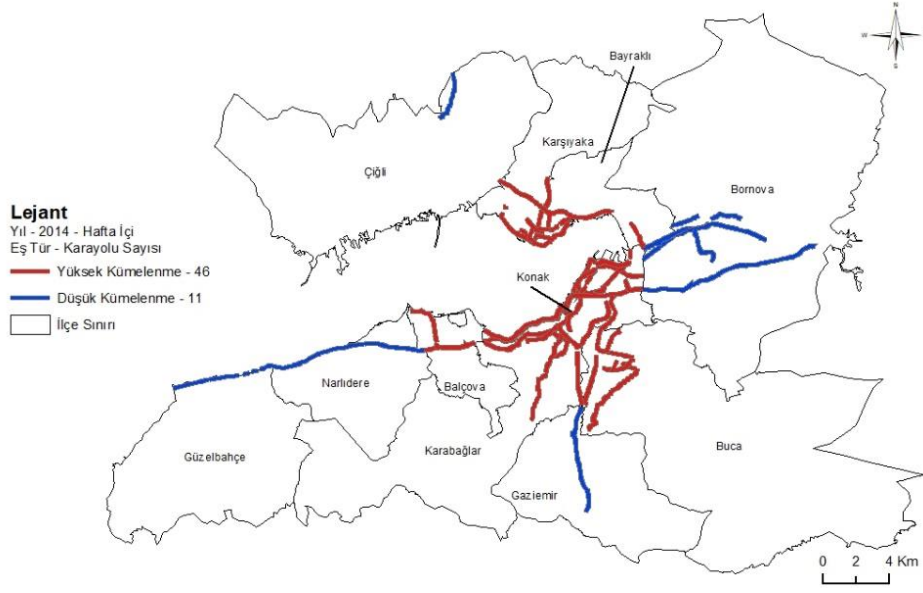 N
W
E
S
Bayraklı
Karşıyaka
Çiğli
Bornova
Lejant
Yıl - 2014 - Hafta İçi
Eş Tür - Karayolu Sayısı
Yüksek Kümelenme - 46
Düşük Kümelenme - 11
İlçe Sınırı
Konak
Narlıdere
Balçova
Güzelbahçe
Karabağlar
Buca
Gaziemir
0 2 4 Km